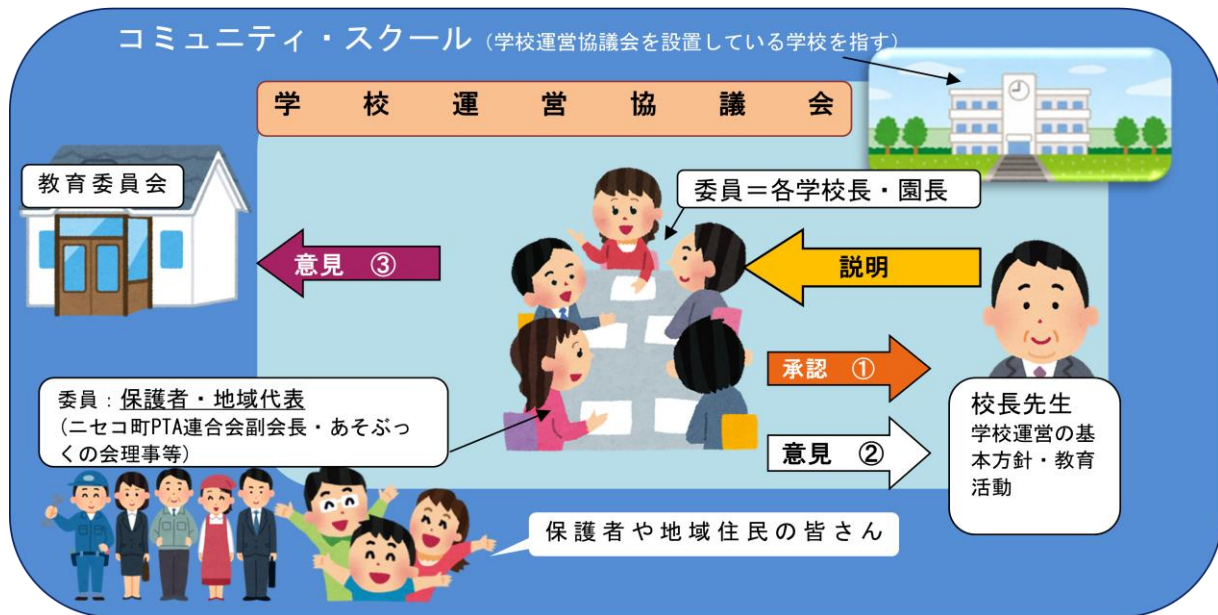 コミュニティ・スクール（学校運営協議会を設置している学校を指す）
学校運営協議会
教育委員会
委員＝各学校長・園長
意見 ③
説明
承認 ①
意見 ②
校長先生
学校運営の基
本方針・教育
活動
委員：保護者・地域代表
(ニセコ町PTA連合会副会長・あそぶっ
くの会理事等)
保護者や地域住民の皆さん